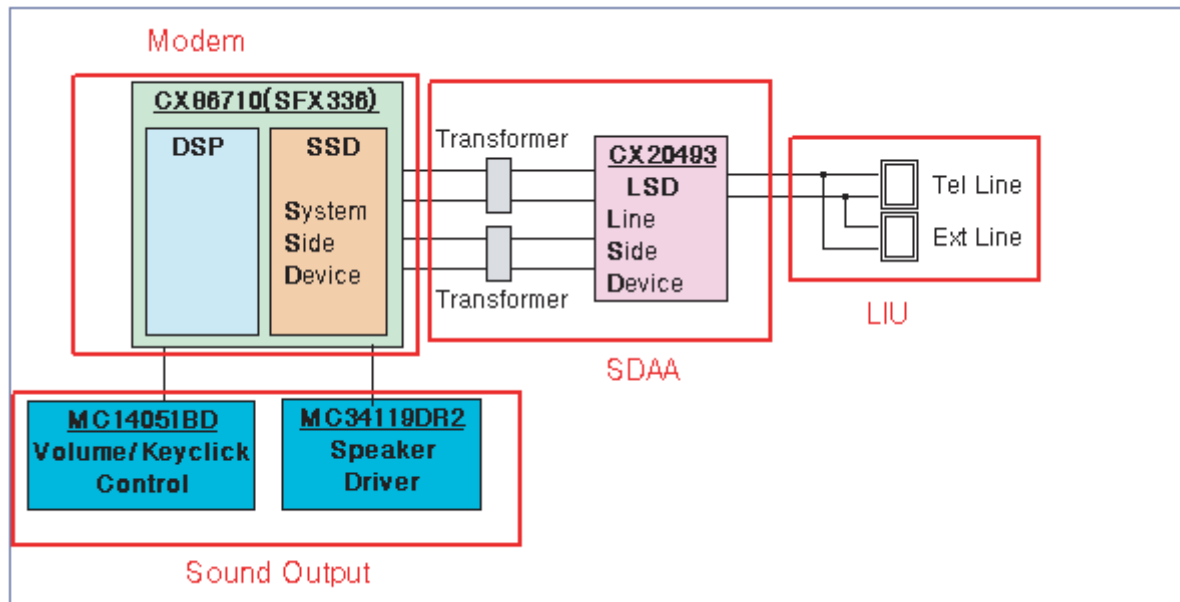 Modem
CX86710(SFX336)
DSP
SSD
System
Side
Device
Transformer
Transformer
CX20493
LSD
Line
Side
Device
SDAA
Tel Line
Ext Line
LIU
MC14051BD
Volume/Keyclick
Control
MC34119DR2
Speaker
Driver
Sound Output